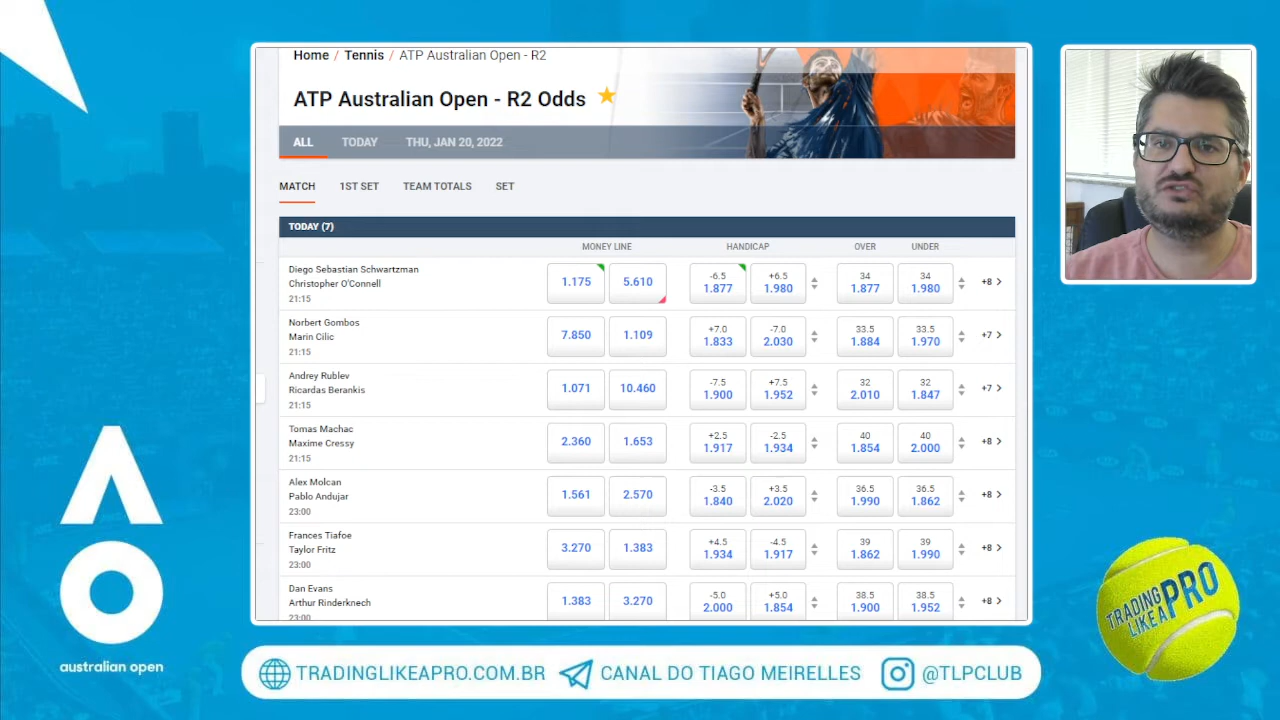 Home / Tennis / ATP Australian Open - R2
ATP Australian Open - R2 Odds
ALL TODAY THU, JAN 20, 2022
MATCH 1ST SET TEAM TOTALS SET
TODAY (7)
MONEY LINE HANDICAP OVER UNDER
Diego Sebastian Schwartzman
Christopher O'Connell
21:15
1.175 5.610 -6.5 1.877 +6.5 1.980 34 1.877 34 1.980 +8 >
Norbert Gombos
Marin Cilic
21:15
7.850 1.109 +7.0 1.833 -7.0 2.030 33.5 1.884 33.5 1.970 +7 >
Andrey Rublev
Ricardas Berankis
21:15
1.071 10.460 -7.5 1.900 +7.5 1.952 32 2.010 32 1.847 +7 >
Tomas Machac
Maxime Cressy
21:15
2.360 1.653 +2.5 1.917 -2.5 1.934 40 1.854 40 2.000 +8 >
Alex Molcan
Pablo Andujar
23:00
1.561 2.570 -3.5 1.840 +3.5 2.020 36.5 1.990 36.5 1.862 +8 >
Frances Tiafoe
Taylor Fritz
23:00
3.270 1.383 +4.5 1.934 -4.5 1.917 39 1.862 39 1.990 +8 >
Dan Evans
Arthur Rinderknech
23:00
1.383 3.270 -5.0 2.000 +5.0 1.854 38.5 1.900 38.5 1.952 +8 >
australian open
TRADING LIKE A PRO
TRADINGLIKEAPRO.COM.BR CANAL DO TIAGO MEIRELLES @TLPCLUB